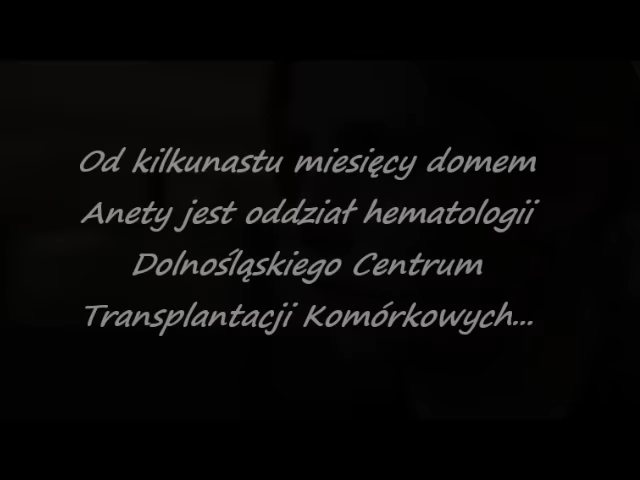 Od kilkunastu miesięcy domem
Anety jest oddział hematologii
Dolnośląskiego Centrum
Transplantacji Komórkowych...